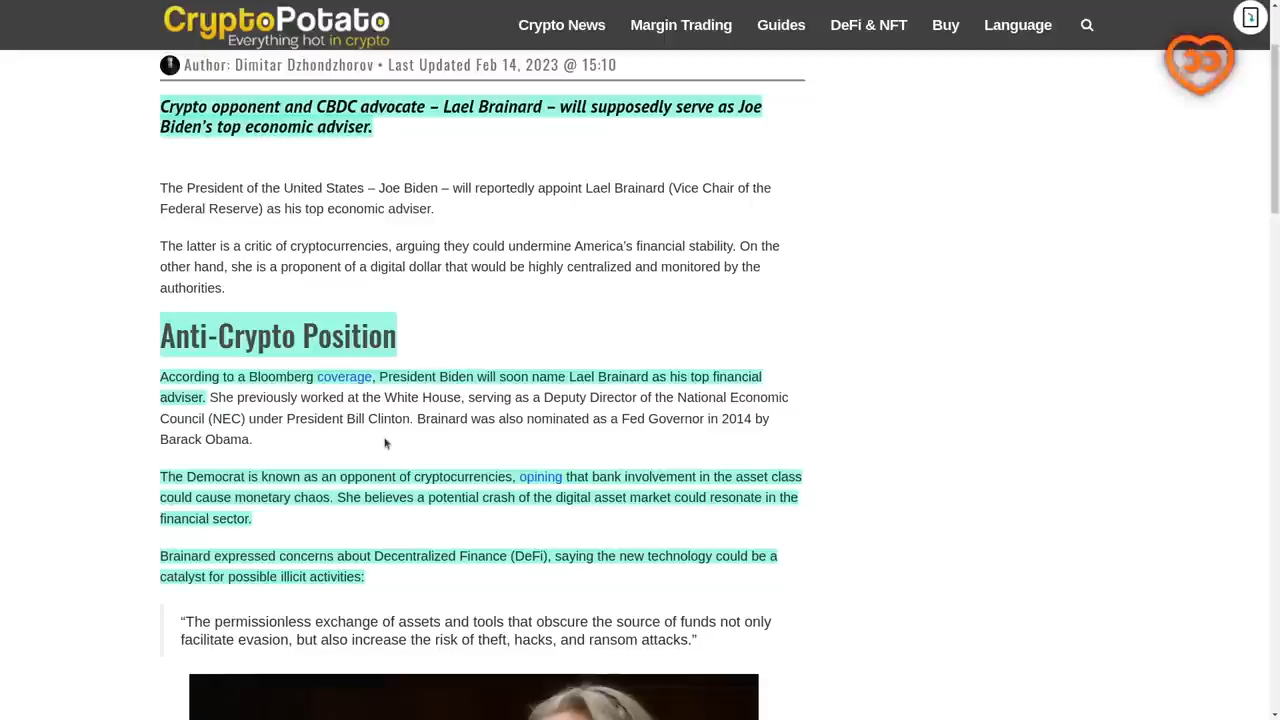 CryptoPotato
Everything hot in crypto
Crypto News Margin Trading Guides DeFi & NFT Buy Language
Author: Dimitar Dzhondzhorov • Last Updated Feb 14, 2023 @ 15:10
Crypto opponent and CBDC advocate – Lael Brainard – will supposedly serve as Joe
Biden’s top economic adviser.
The President of the United States – Joe Biden – will reportedly appoint Lael Brainard (Vice Chair of the
Federal Reserve) as his top economic adviser.
The latter is a critic of cryptocurrencies, arguing they could undermine America’s financial stability. On the
other hand, she is a proponent of a digital dollar that would be highly centralized and monitored by the
authorities.
Anti-Crypto Position
According to a Bloomberg coverage, President Biden will soon name Lael Brainard as his top financial
adviser. She previously worked at the White House, serving as a Deputy Director of the National Economic
Council (NEC) under President Bill Clinton. Brainard was also nominated as a Fed Governor in 2014 by
Barack Obama.
The Democrat is known as an opponent of cryptocurrencies, opining that bank involvement in the asset class
could cause monetary chaos. She believes a potential crash of the digital asset market could resonate in the
financial sector.
Brainard expressed concerns about Decentralized Finance (DeFi), saying the new technology could be a
catalyst for possible illicit activities:
“The permissionless exchange of assets and tools that obscure the source of funds not only
facilitate evasion, but also increase the risk of theft, hacks, and ransom attacks.”